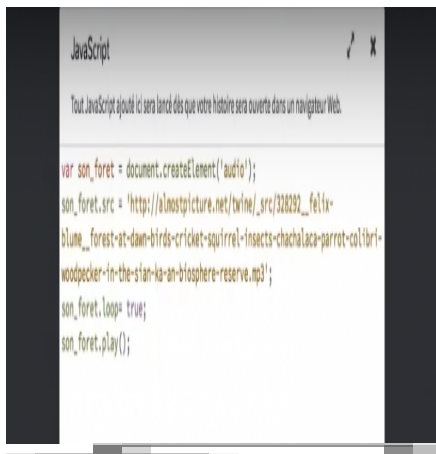 JavaScript
Tout JavaScript ajouté ici sera lancé dès que votre histoire sera ouverte dans un navigateur Web.
var son_foret = document.createElement('audio');
son_foret.src = 'http://almostpicture.net/twine/_src/328292__felix-
blume__forest-at-dawn-birds-cricket-squirrel-insects-chachalaca-parrot-colibri-
woodpecker-in-the-sian-ka-an-biosphere-reserve.mp3';
son_foret.loop= true;
son_foret.play();